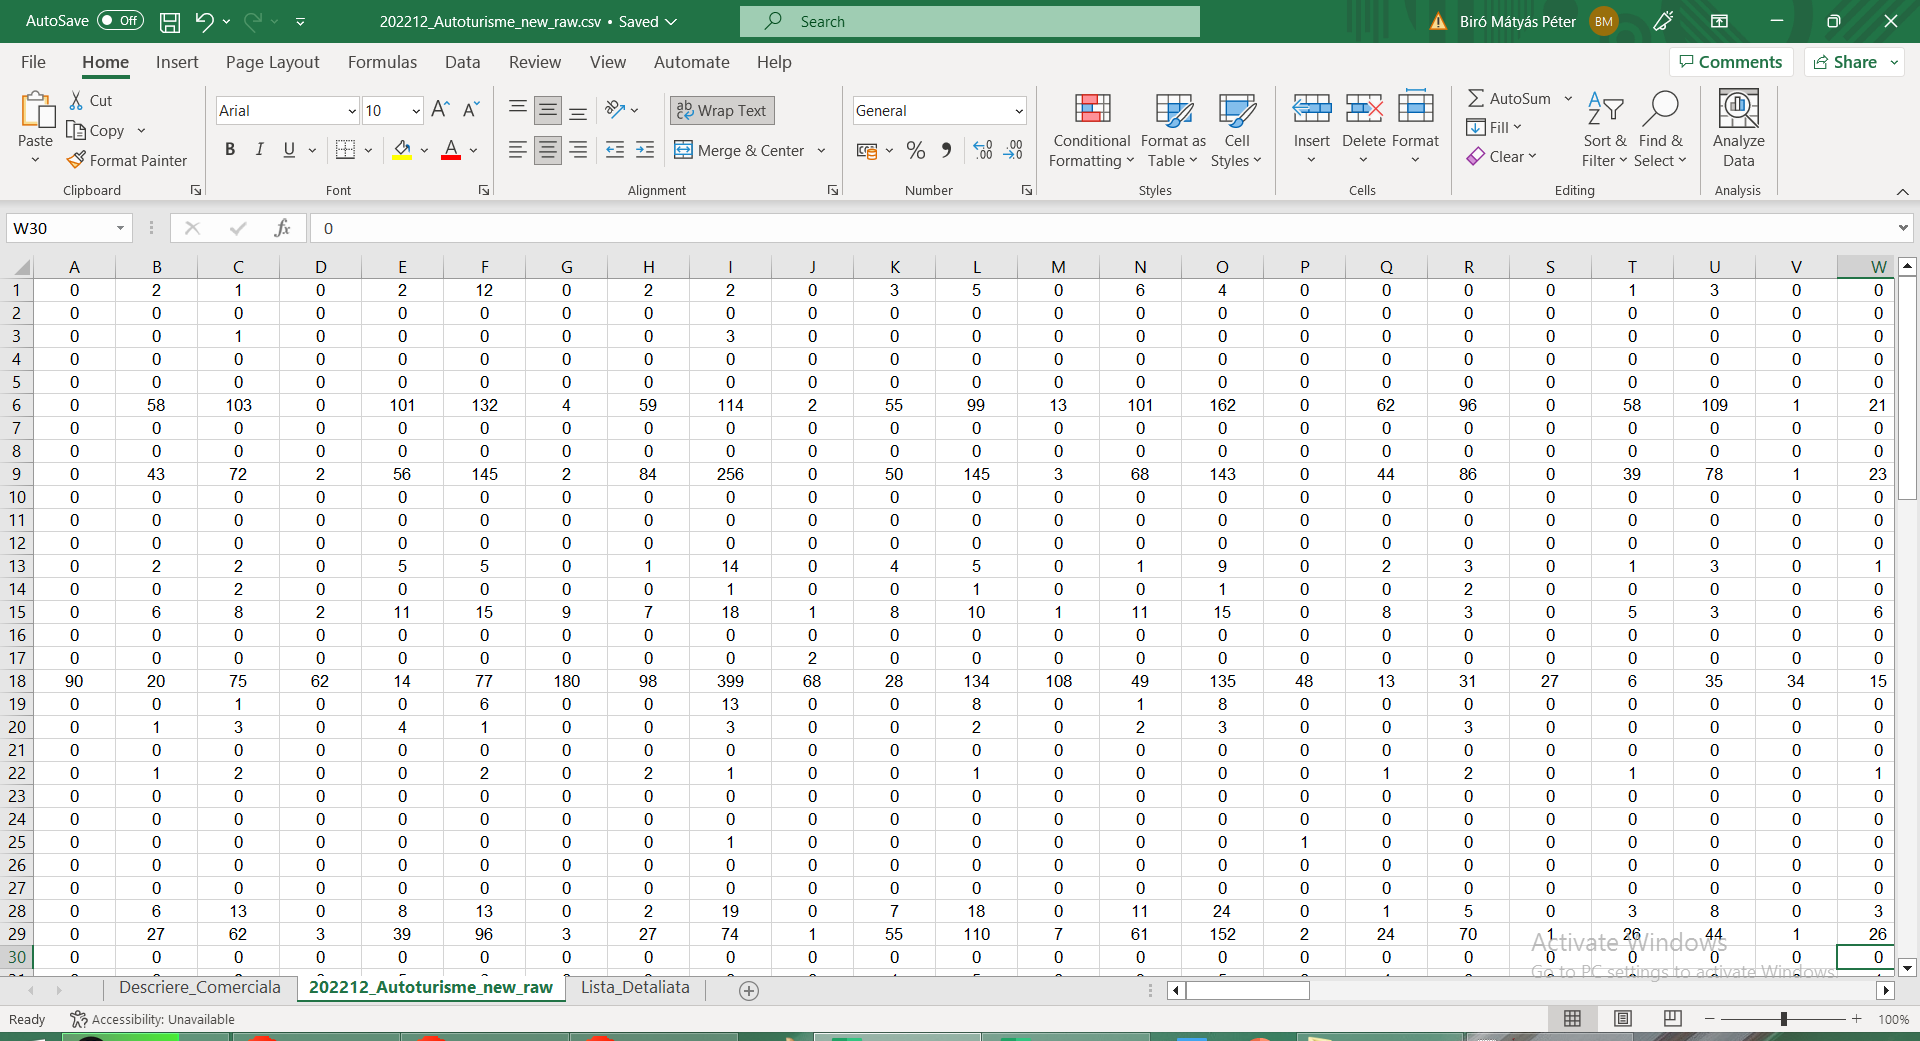 AutoSave Off 202212_Autoturisme_new_raw.csv • Saved Search Biró Mátyás Péter BM
File Home Insert Page Layout Formulas Data Review View Automate Help Comments Share
Paste Cut Copy Format Painter Clipboard
Arial 10 B I U A Font
Wrap Text Merge & Center Alignment
General % Number
Conditional Formatting Format as Table Cell Styles Styles
Insert Delete Format Cells
AutoSum Fill Clear Sort & Filter Find & Select Editing
Analyze Data Analysis
W30 fx 0
A B C D E F G H I J K L M N O P Q R S T U V W
1 0 2 1 0 2 12 0 2 2 0 3 5 0 6 4 0 0 0 0 1 3 0 0
2 0 0 0 0 0 0 0 0 0 0 0 0 0 0 0 0 0 0 0 0 0 0 0
3 0 0 1 0 0 0 0 0 3 0 0 0 0 0 0 0 0 0 0 0 0 0 0
4 0 0 0 0 0 0 0 0 0 0 0 0 0 0 0 0 0 0 0 0 0 0 0
5 0 0 0 0 0 0 0 0 0 0 0 0 0 0 0 0 0 0 0 0 0 0 0
6 0 58 103 0 101 132 4 59 114 2 55 99 13 101 162 0 62 96 0 58 109 1 21
7 0 0 0 0 0 0 0 0 0 0 0 0 0 0 0 0 0 0 0 0 0 0 0
8 0 0 0 0 0 0 0 0 0 0 0 0 0 0 0 0 0 0 0 0 0 0 0
9 0 43 72 2 56 145 2 84 256 0 50 145 3 68 143 0 44 86 0 39 78 1 23
10 0 0 0 0 0 0 0 0 0 0 0 0 0 0 0 0 0 0 0 0 0 0 0
11 0 0 0 0 0 0 0 0 0 0 0 0 0 0 0 0 0 0 0 0 0 0 0
12 0 0 0 0 0 0 0 0 0 0 0 0 0 0 0 0 0 0 0 0 0 0 0
13 0 2 2 0 5 5 0 1 14 0 4 5 0 1 9 0 2 3 0 1 3 0 1
14 0 0 2 0 0 0 0 0 1 0 0 1 0 0 1 0 0 2 0 0 0 0 0
15 0 6 8 2 11 15 9 7 18 1 8 10 1 11 15 0 8 3 0 5 3 0 6
16 0 0 0 0 0 0 0 0 0 0 0 0 0 0 0 0 0 0 0 0 0 0 0
17 0 0 0 0 0 0 0 0 0 2 0 0 0 0 0 0 0 0 0 0 0 0 0
18 90 20 75 62 14 77 180 98 399 68 28 134 108 49 135 48 13 31 27 6 35 34 15
19 0 0 1 0 0 6 0 0 13 0 0 8 0 1 8 0 0 0 0 0 0 0 0
20 0 1 3 0 4 1 0 0 3 0 0 2 0 2 3 0 0 3 0 0 0 0 0
21 0 0 0 0 0 0 0 0 0 0 0 0 0 0 0 0 0 0 0 0 0 0 0
22 0 1 2 0 0 2 0 2 1 0 0 1 0 0 0 0 1 2 0 1 0 0 1
23 0 0 0 0 0 0 0 0 0 0 0 0 0 0 0 0 0 0 0 0 0 0 0
24 0 0 0 0 0 0 0 0 0 0 0 0 0 0 0 0 0 0 0 0 0 0 0
25 0 0 0 0 0 0 0 0 1 0 0 0 0 0 0 1 0 0 0 0 0 0 0
26 0 0 0 0 0 0 0 0 0 0 0 0 0 0 0 0 0 0 0 0 0 0 0
27 0 0 0 0 0 0 0 0 0 0 0 0 0 0 0 0 0 0 0 0 0 0 0
28 0 6 13 0 8 13 0 2 19 0 7 18 0 11 24 0 1 5 0 3 8 0 3
29 0 27 62 3 39 96 3 27 74 1 55 110 7 61 152 2 24 70 1 26 44 1 26
30 0 0 0 0 0 0 0 0 0 0 0 0 0 0 0 0 0 0 0 0 0 0 0
Activate Windows
Go to PC settings to activate Windows.
Descriere_Comerciala 202212_Autoturisme_new_raw Lista_Detaliata
Ready Accessibility: Unavailable 100%